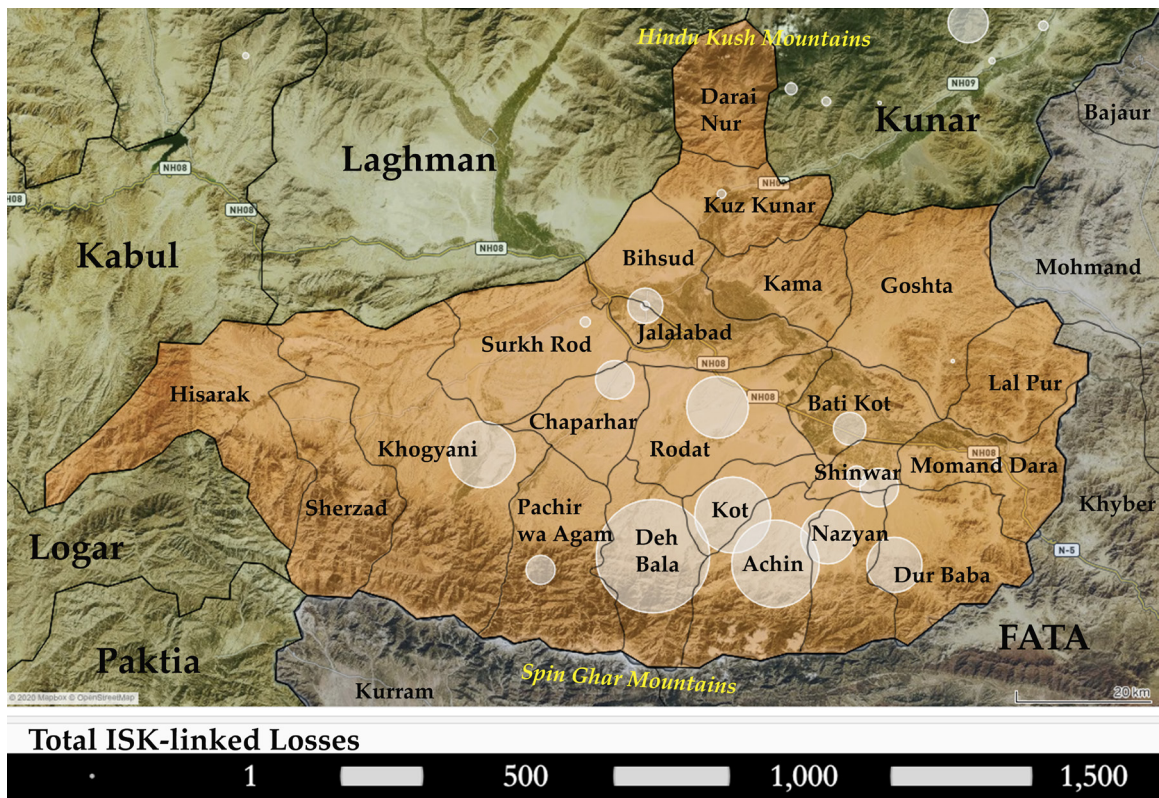 Hindu Kush Mountains
NH09
Darai
Nur
Kunar
Bajaur
Laghman
NH08
NH08
NH08
Kuz Kunar
Kabul
NH08
Bihsud
Kama
Goshta
Mohmand
Jalalabad
Surkh Rod
NH08
Hisarak
NH08
Bati Kot
Lal Pur
Chaparhar
Khogyani
Rodat
NH08
Shinwar
Momand Dara
Sherzad
Pachir
wa Agam
Kot
Khyber
Logar
Deh
Bala
Nazyan
N-5
Achin
Dur Baba
FATA
Paktia
Spin Ghar Mountains
Kurram
© 2020 Mapbox © OpenStreetMap
20 km
Total ISK-linked Losses
1 500 1,000 1,500